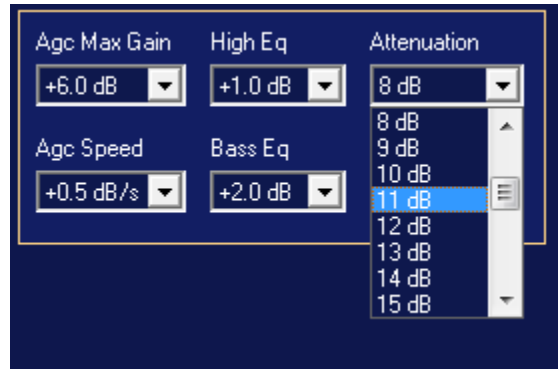 Agc Max Gain High Eq Attenuation
+6.0 dB +1.0 dB 8 dB
8 dB
9 dB
Agc Speed Bass Eq
10 dB
+0.5 dB/s +2.0 dB
11 dB
12 dB
13 dB
14 dB
15 dB